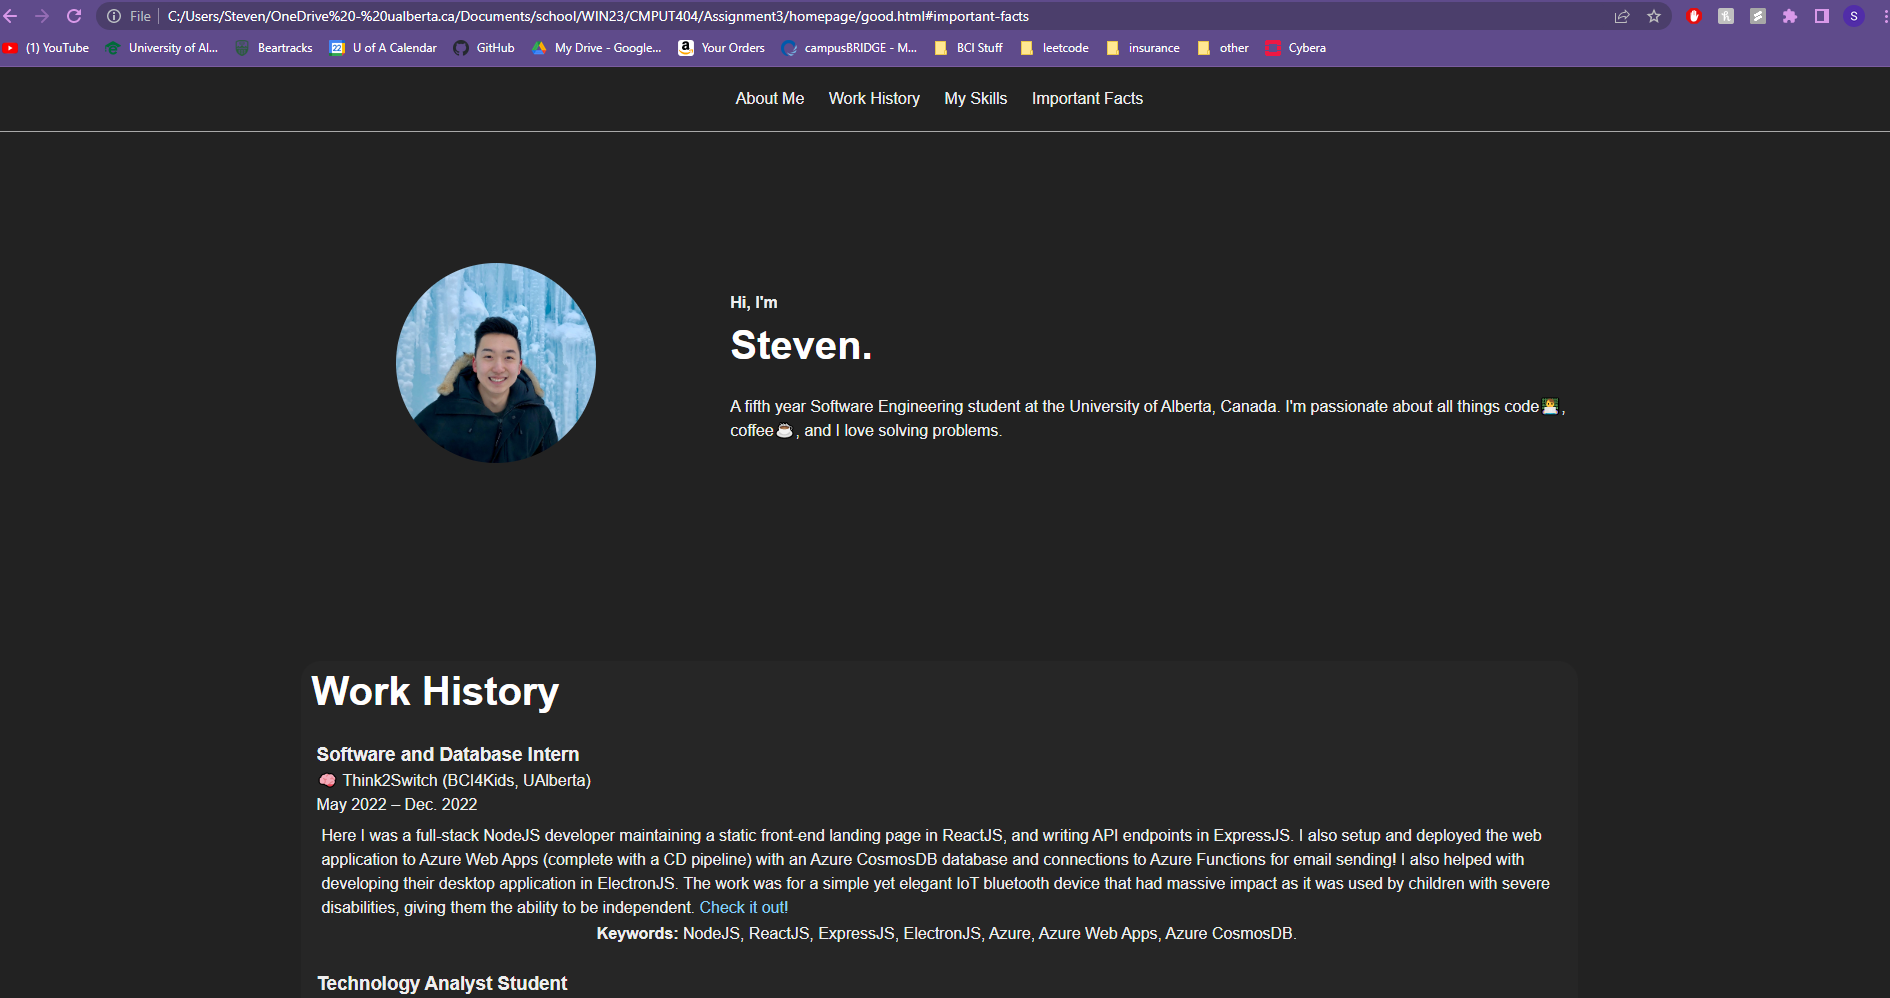 File C:/Users/Steven/OneDrive%20-%20ualberta.ca/Documents/school/WIN23/CMPUT404/Assignment3/homepage/good.html#important-facts S
(1) YouTube University of Al... Beartracks 22 U of A Calendar GitHub My Drive - Google... a Your Orders campusBRIDGE - M... BCI Stuff leetcode insurance other Cybera
About Me Work History My Skills Important Facts
Hi, I'm
Steven.
A fifth year Software Engineering student at the University of Alberta, Canada. I'm passionate about all things code👨‍💻,
coffee☕, and I love solving problems.
Work History
Software and Database Intern
🧠 Think2Switch (BCI4Kids, UAlberta)
May 2022 – Dec. 2022
Here I was a full-stack NodeJS developer maintaining a static front-end landing page in ReactJS, and writing API endpoints in ExpressJS. I also setup and deployed the web
application to Azure Web Apps (complete with a CD pipeline) with an Azure CosmosDB database and connections to Azure Functions for email sending! I also helped with
developing their desktop application in ElectronJS. The work was for a simple yet elegant IoT bluetooth device that had massive impact as it was used by children with severe
disabilities, giving them the ability to be independent. Check it out!
Keywords: NodeJS, ReactJS, ExpressJS, ElectronJS, Azure, Azure Web Apps, Azure CosmosDB.
Technology Analyst Student